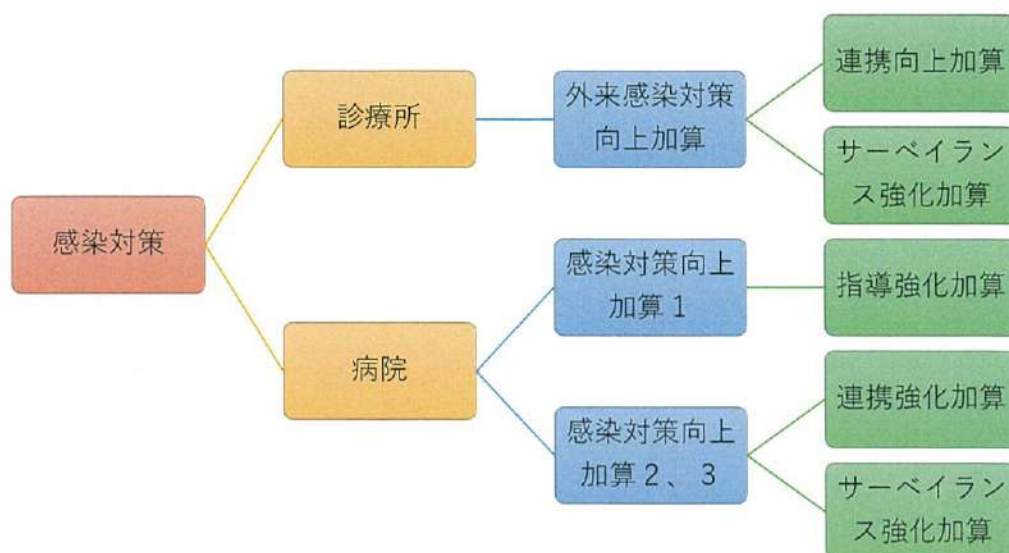 感染対策
診療所
病院
外来感染対策
向上加算
感染対策向上
加算1
感染対策向上
加算2、3
連携向上加算
サーベイラン
ス強化加算
指導強化加算
連携強化加算
サーベイラン
ス強化加算